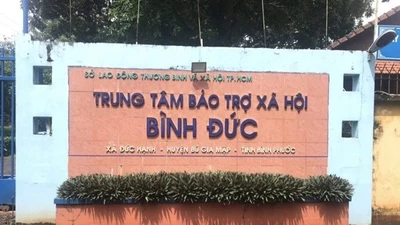 SỞ LAO ĐỘNG THƯƠNG BINH VÀ XÃ HỘI TP.HCM
TRUNG TÂM BẢO TRỢ XÃ HỘI
BÌNH ĐỨC
XÃ ĐỨC HẠNH - HUYỆN BÙ GIA MẬP - TỈNH BÌNH PHƯỚC